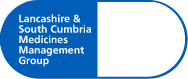 Lancashire &
South Cumbria
Medicines
Management
Group